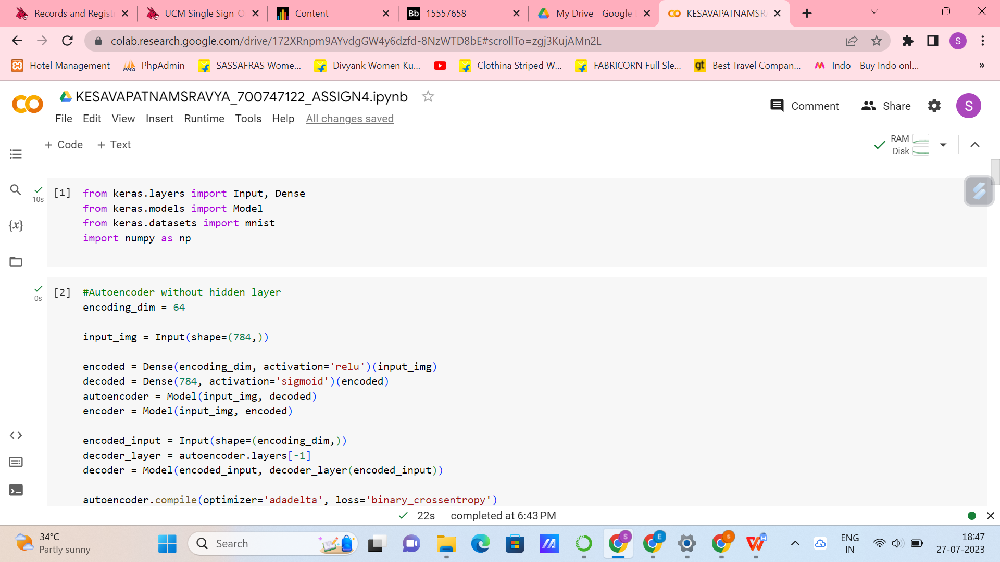 Records and Registr
UCM Single Sign-O
Content
Bb 15557658
My Drive - Google
KESAVAPATNAMSR
colab.research.google.com/drive/172XRnpm9AYvdgGW4y6dzfd-8NzWTD8bE#scrollTo=zgj3KujAMn2L
S
Hotel Management
PMA PhpAdmin
SASSAFRAS Wome...
Divyank Women Ku...
Clothina Striped W...
FABRICORN Full Sle...
gt Best Travel Compan...
Indo - Buy Indo onl...
»
KESAVAPATNAMSRAVYA_700747122_ASSIGN4.ipynb
Comment
Share
S
File Edit View Insert Runtime Tools Help All changes saved
+ Code + Text
RAM
Disk
10s
[1] from keras.layers import Input, Dense
from keras.models import Model
from keras.datasets import mnist
import numpy as np
{x}
0s
[2] #Autoencoder without hidden layer
encoding_dim = 64
input_img = Input(shape=(784,))
encoded = Dense(encoding_dim, activation='relu')(input_img)
decoded = Dense(784, activation='sigmoid')(encoded)
autoencoder = Model(input_img, decoded)
encoder = Model(input_img, encoded)
encoded_input = Input(shape=(encoding_dim,))
decoder_layer = autoencoder.layers[-1]
decoder = Model(encoded_input, decoder_layer(encoded_input))
autoencoder.compile(optimizer='adadelta', loss='binary_crossentropy')
22s completed at 6:43 PM
34°C
Partly sunny
Search
S
E
S
W
ENG
IN
18:47
27-07-2023